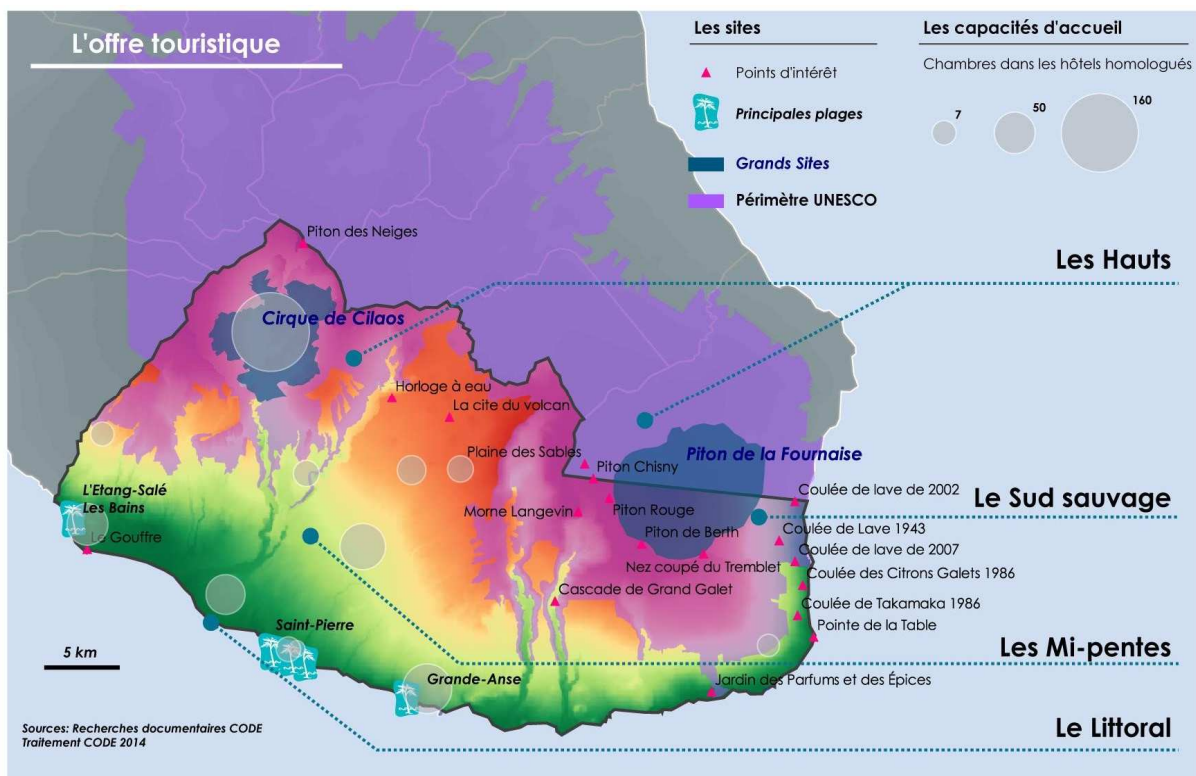 L'offre touristique
Les sites
Points d'intérêt
Principales plages
Grands Sites
Périmètre UNESCO
Les capacités d'accueil
Chambres dans les hôtels homologués
7
50
160
Piton des Neiges
Les Hauts
Cirque de Cilaos
Horloge à eau
La cite du volcan
Plaine des Sables
Piton de la Fournaise
Piton Chisny
L'Etang-Salé
Les Bains
Le Gouffre
Morne Langevin
Piton Rouge
Coulée de lave de 2002
Le Sud sauvage
Piton de Berth
Coulée de Lave 1943
Nez coupé du Tremblet
Coulée de lave de 2007
Coulée des Citrons Galets 1986
Cascade de Grand Galet
Coulée de Takamaka 1986
Saint-Pierre
Pointe de la Table
Les Mi-pentes
5 km
Grande-Anse
Jardin des Parfums et des Épices
Le Littoral
Sources: Recherches documentaires CODE
Traitement CODE 2014